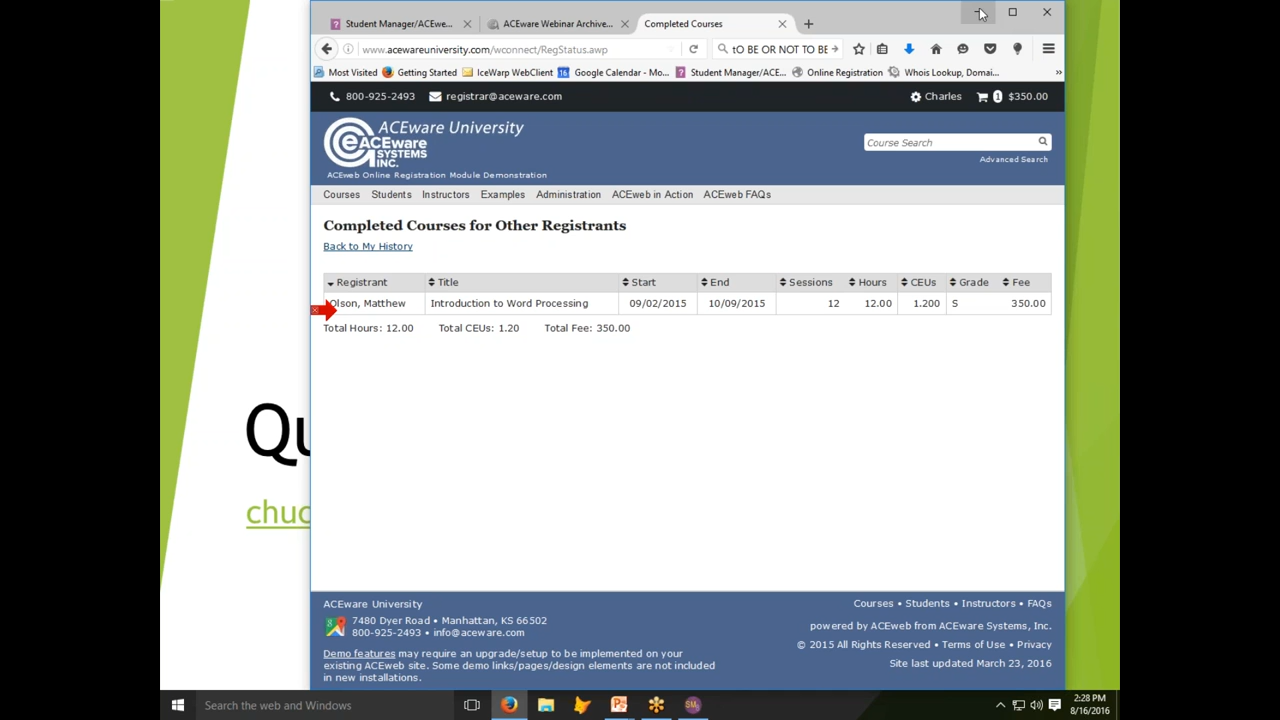 Student Manager/ACEwe...
ACEware Webinar Archive...
Completed Courses
www.acewareuniversity.com/wconnect/RegStatus.awp
tO BE OR NOT TO BE
Most Visited
Getting Started
IceWarp WebClient
Google Calendar - Mo...
Student Manager/ACE...
Online Registration
Whois Lookup, Domai...
800-925-2493
registrar@aceware.com
Charles
1 $350.00
ACEware University
ACEware
SYSTEMS
INC.
ACEweb Online Registration Module Demonstration
Course Search
Advanced Search
Courses Students Instructors Examples Administration ACEweb in Action ACEweb FAQs
Completed Courses for Other Registrants
Back to My History
Registrant Title Start End Sessions Hours CEUs Grade Fee
Olson, Matthew Introduction to Word Processing 09/02/2015 10/09/2015 12 12.00 1.200 S 350.00
Total Hours: 12.00 Total CEUs: 1.20 Total Fee: 350.00
Qu
chuc
ACEware University
7480 Dyer Road • Manhattan, KS 66502
800-925-2493 • info@aceware.com
Demo features may require an upgrade/setup to be implemented on your
existing ACEweb site. Some demo links/pages/design elements are not included
in new installations.
Courses • Students • Instructors • FAQs
powered by ACEweb from ACEware Systems, Inc.
© 2015 All Rights Reserved • Terms of Use • Privacy
Site last updated March 23, 2016
Search the web and Windows
2:28 PM
8/16/2016